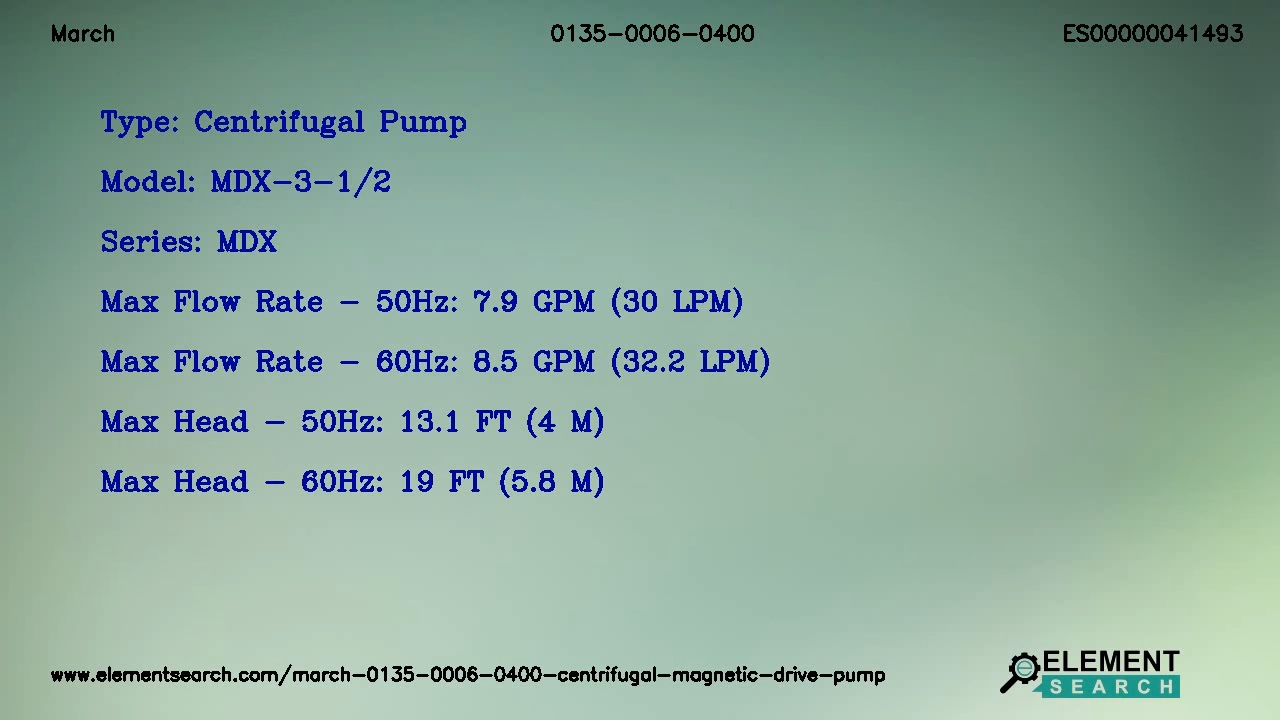 March 0135-0006-0400 ES00000041493
Type: Centrifugal Pump
Model: MDX-3-1/2
Series: MDX
Max Flow Rate - 50Hz: 7.9 GPM (30 LPM)
Max Flow Rate - 60Hz: 8.5 GPM (32.2 LPM)
Max Head - 50Hz: 13.1 FT (4 M)
Max Head - 60Hz: 19 FT (5.8 M)
www.elementsearch.com/march-0135-0006-0400-centrifugal-magnetic-drive-pump
ELEMENT
SEARCH